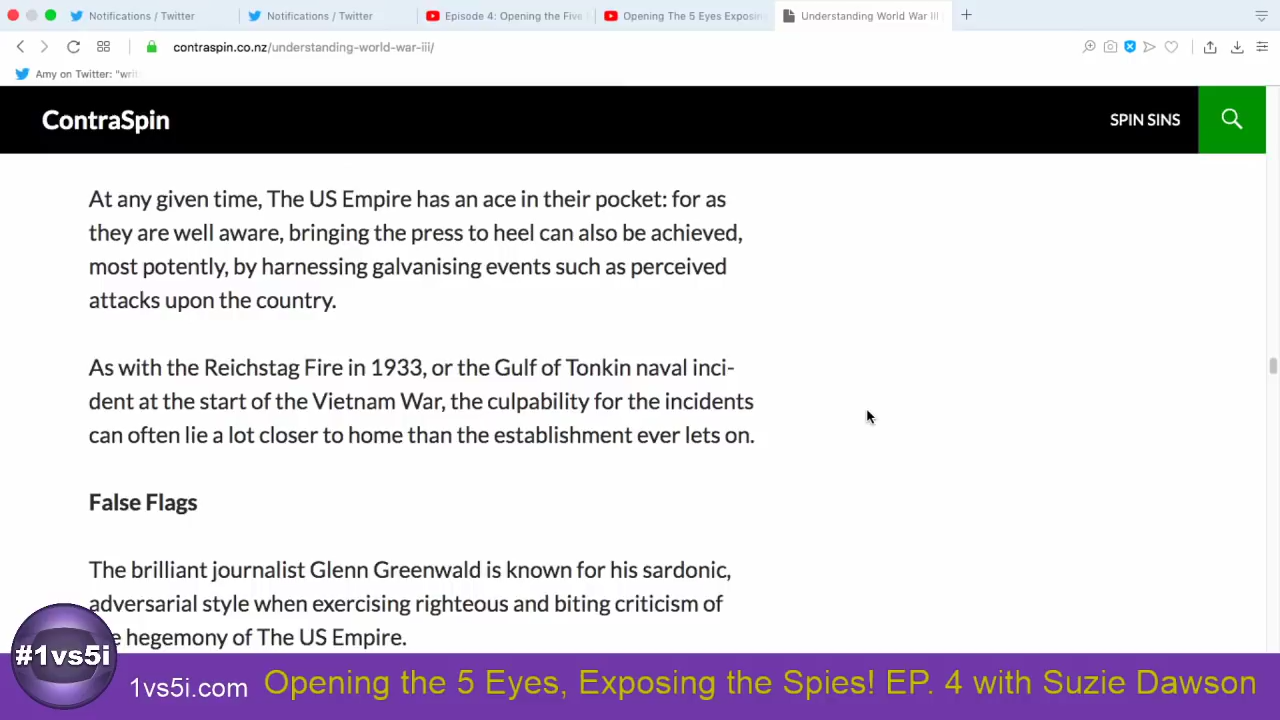 Notifications / Twitter
Notifications / Twitter
Episode 4: Opening the Five
Opening The 5 Eyes Exposin
Understanding World War III
contraspin.co.nz/understanding-world-war-iii/
Amy on Twitter: "writ
ContraSpin
SPIN SINS
At any given time, The US Empire has an ace in their pocket: for as
they are well aware, bringing the press to heel can also be achieved,
most potently, by harnessing galvanising events such as perceived
attacks upon the country.
As with the Reichstag Fire in 1933, or the Gulf of Tonkin naval inci-
dent at the start of the Vietnam War, the culpability for the incidents
can often lie a lot closer to home than the establishment ever lets on.
False Flags
The brilliant journalist Glenn Greenwald is known for his sardonic,
adversarial style when exercising righteous and biting criticism of
hegemony of The US Empire.
#1vs5i
1vs5i.com
Opening the 5 Eyes, Exposing the Spies! EP. 4 with Suzie Dawson